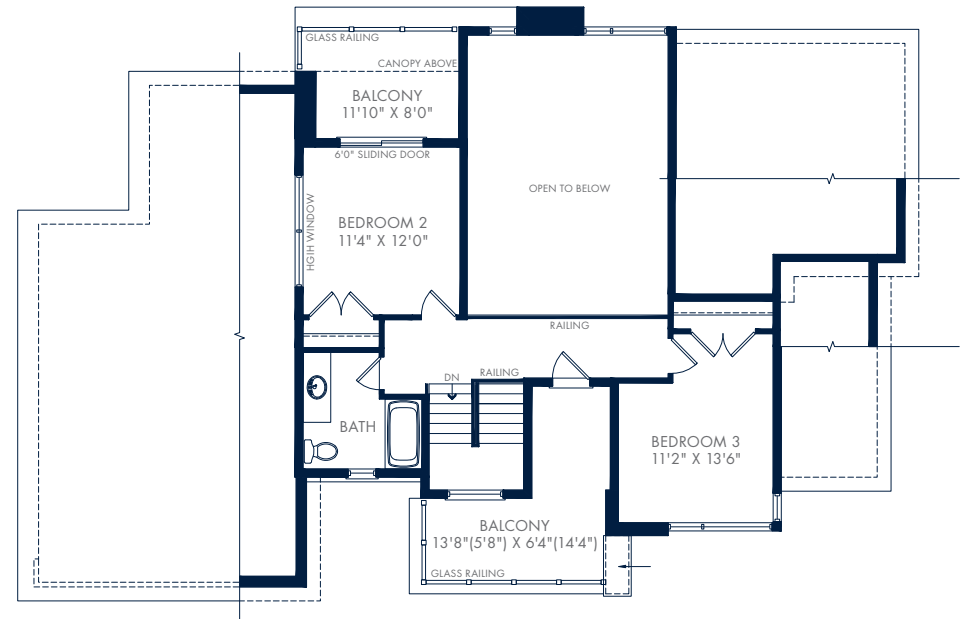 GLASS RAILING
CANOPY ABOVE
BALCONY
11'10" X 8'0"
6'0" SLIDING DOOR
OPEN TO BELOW
HGIH WINDOW
BEDROOM 2
11'4" X 12'0"
RAILING
RAILING
DN
BATH
BEDROOM 3
11'2" X 13'6"
BALCONY
13'8"(5'8") X 6'4"(14'4")
GLASS RAILING